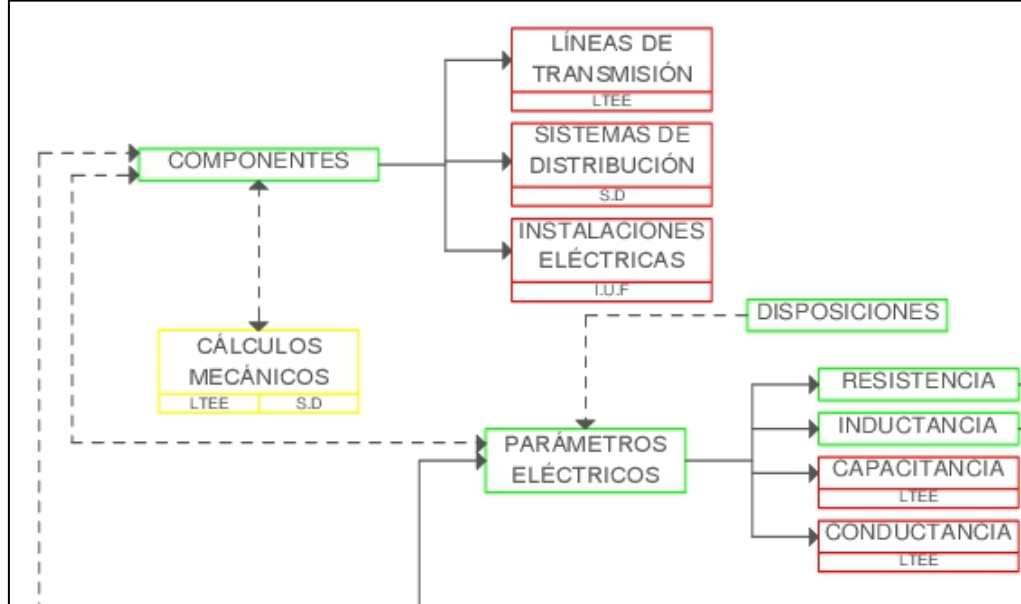 LÍNEAS DE
TRANSMISIÓN
LTEE
COMPONENTES
SISTEMAS DE
DISTRIBUCIÓN
S.D
INSTALACIONES
ELÉCTRICAS
I.U.F
CÁLCULOS
MECÁNICOS
LTEE
S.D
DISPOSICIONES
PARÁMETROS
ELÉCTRICOS
RESISTENCIA
INDUCTANCIA
CAPACITANCIA
LTEE
CONDUCTANCIA
LTEE